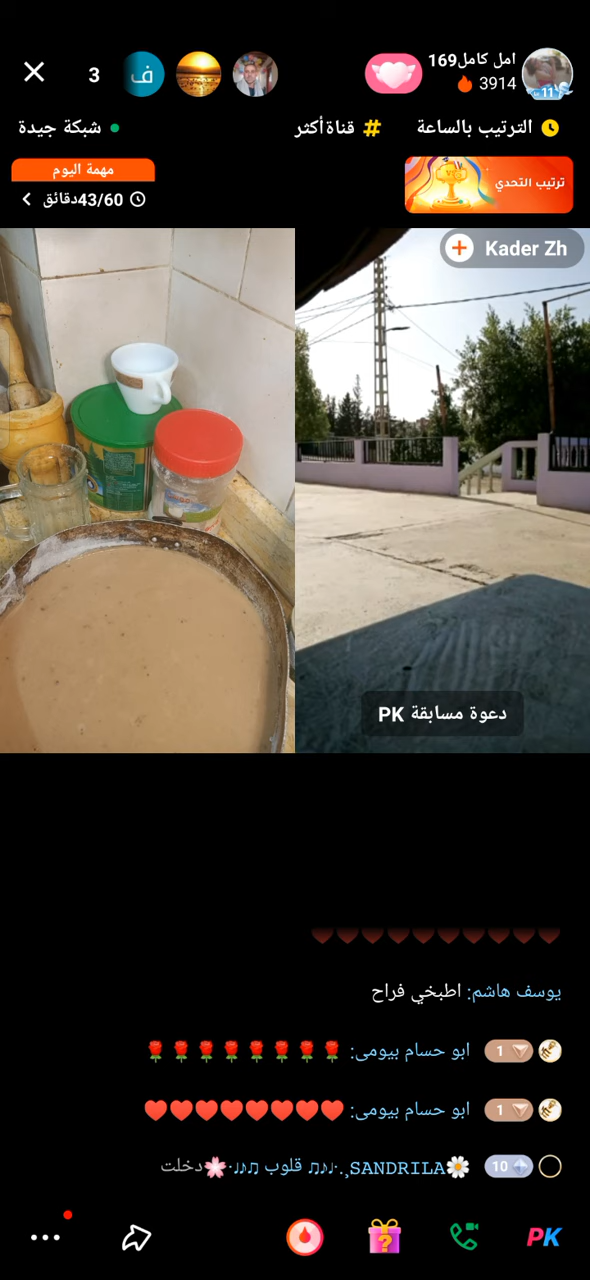 امل كامل169
3914
11
3
ف
الترتيب بالساعة
# قناة أكثر
شبكة جيدة
ترتيب التحدي
مهمة اليوم
43/60دقائق
Kader Zh
دعوة مسابقة PK
يوسف هاشم: اطبخي فراح
1 ابو حسام بيومى: 🌹🌹🌹🌹🌹🌹🌹🌹
1 ابو حسام بيومى: ♥♥♥♥♥♥♥♥
10 🌼SANDRILA¸.·♪♪♫ قلوب ♫♪♪·🌸دخلت
PK